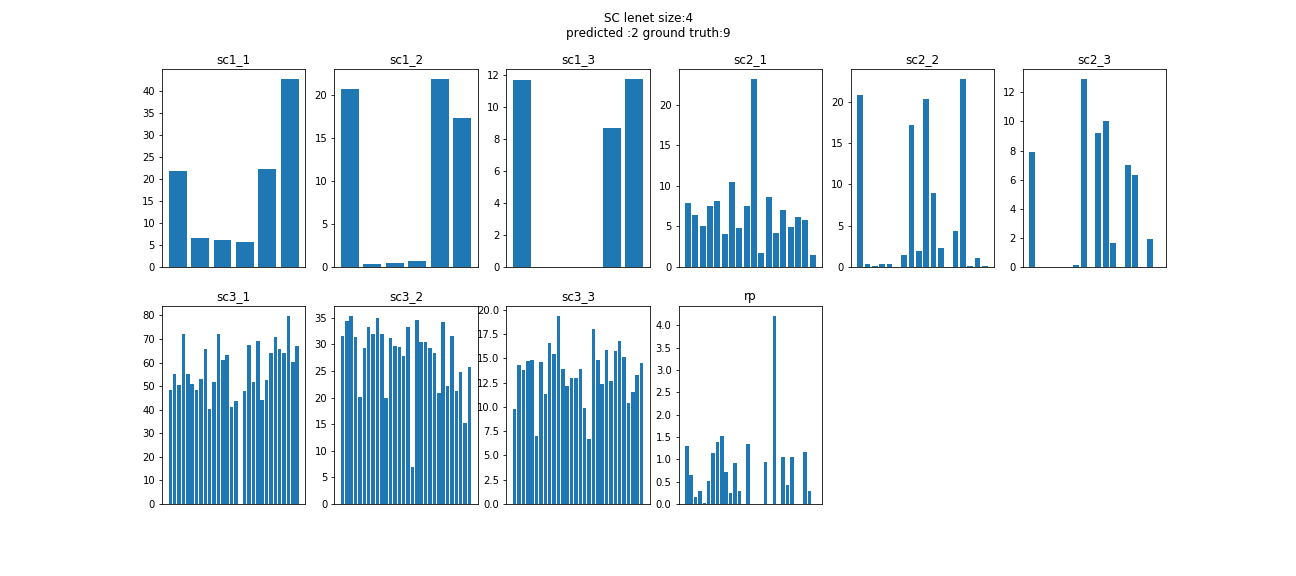 SC lenet size:4
predicted :2 ground truth:9
sc1_1 sc1_2 sc1_3 sc2_1 sc2_2 sc2_3
0 5 10 15 20 25 30 35 40
0 5 10 15 20
0 2 4 6 8 10 12
0 5 10 15 20
0 5 10 15 20
0 2 4 6 8 10 12
sc3_1 sc3_2 sc3_3 rp
0 10 20 30 40 50 60 70 80
0 5 10 15 20 25 30 35
0.0 2.5 5.0 7.5 10.0 12.5 15.0 17.5 20.0
0.0 0.5 1.0 1.5 2.0 2.5 3.0 3.5 4.0